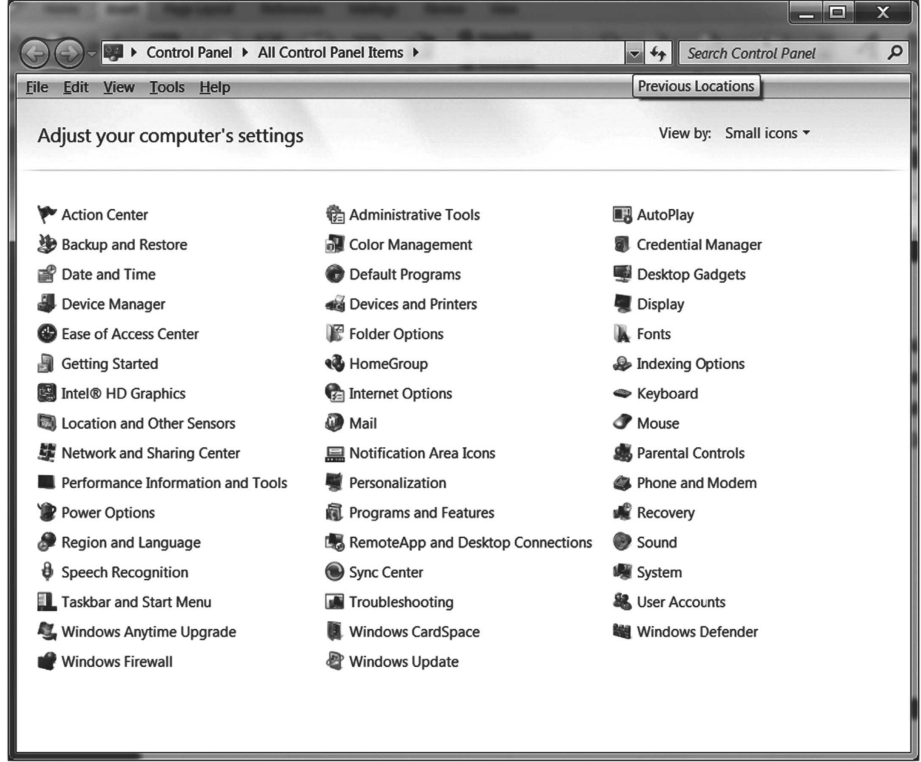 Control Panel All Control Panel Items
Search Control Panel
File Edit View Tools Help
Previous Locations
Adjust your computer's settings
View by: Small icons
Action Center Administrative Tools AutoPlay
Backup and Restore Color Management Credential Manager
Date and Time Default Programs Desktop Gadgets
Device Manager Devices and Printers Display
Ease of Access Center Folder Options Fonts
Getting Started HomeGroup Indexing Options
Intel® HD Graphics Internet Options Keyboard
Location and Other Sensors Mail Mouse
Network and Sharing Center Notification Area Icons Parental Controls
Performance Information and Tools Personalization Phone and Modem
Power Options Programs and Features Recovery
Region and Language RemoteApp and Desktop Connections Sound
Speech Recognition Sync Center System
Taskbar and Start Menu Troubleshooting User Accounts
Windows Anytime Upgrade Windows CardSpace Windows Defender
Windows Firewall Windows Update